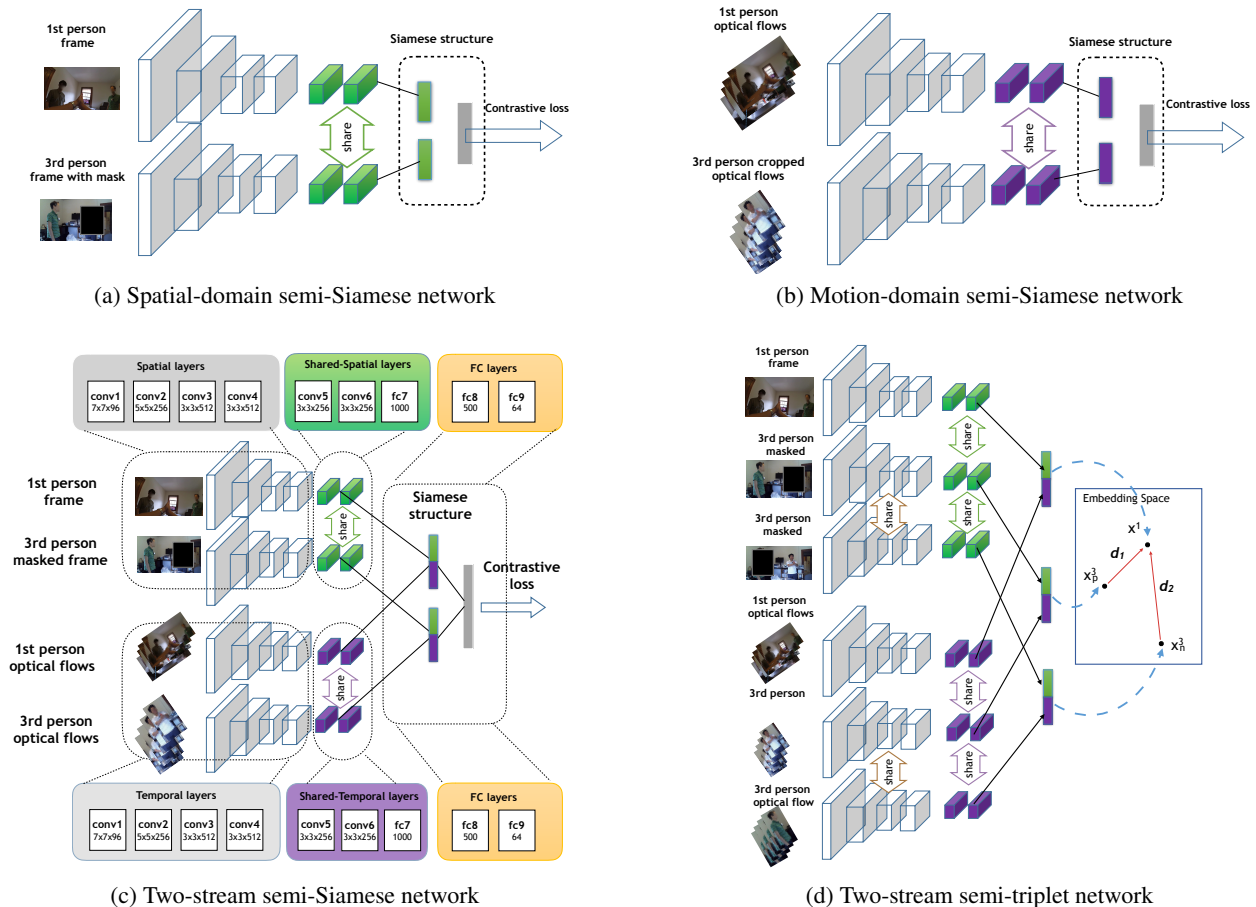 1st person
frame
Siamese structure
Contrastive loss
share
3rd person
frame with mask
(a) Spatial-domain semi-Siamese network
1st person
optical flows
Siamese structure
Contrastive loss
share
3rd person cropped
optical flows
(b) Motion-domain semi-Siamese network
Spatial layers
conv1
7x7x96
conv2
5x5x256
conv3
3x3x512
conv4
3x3x512
Shared-Spatial layers
conv5
3x3x256
conv6
3x3x256
fc7
1000
FC layers
fc8
500
fc9
64
1st person
frame
share
3rd person
masked frame
Siamese
structure
Contrastive
loss
1st person
optical flows
share
3rd person
optical flows
Temporal layers
conv1
7x7x96
conv2
5x5x256
conv3
3x3x512
conv4
3x3x512
Shared-Temporal layers
conv5
3x3x256
conv6
3x3x256
fc7
1000
FC layers
fc8
500
fc9
64
(c) Two-stream semi-Siamese network
1st person
frame
share
3rd person
masked
share
share
3rd person
masked
Embedding Space
x¹
d₁
x³ₚ
d₂
x³ₙ
1st person optical flows
share
3rd person
share
share
3rd person
optical flow
(d) Two-stream semi-triplet network